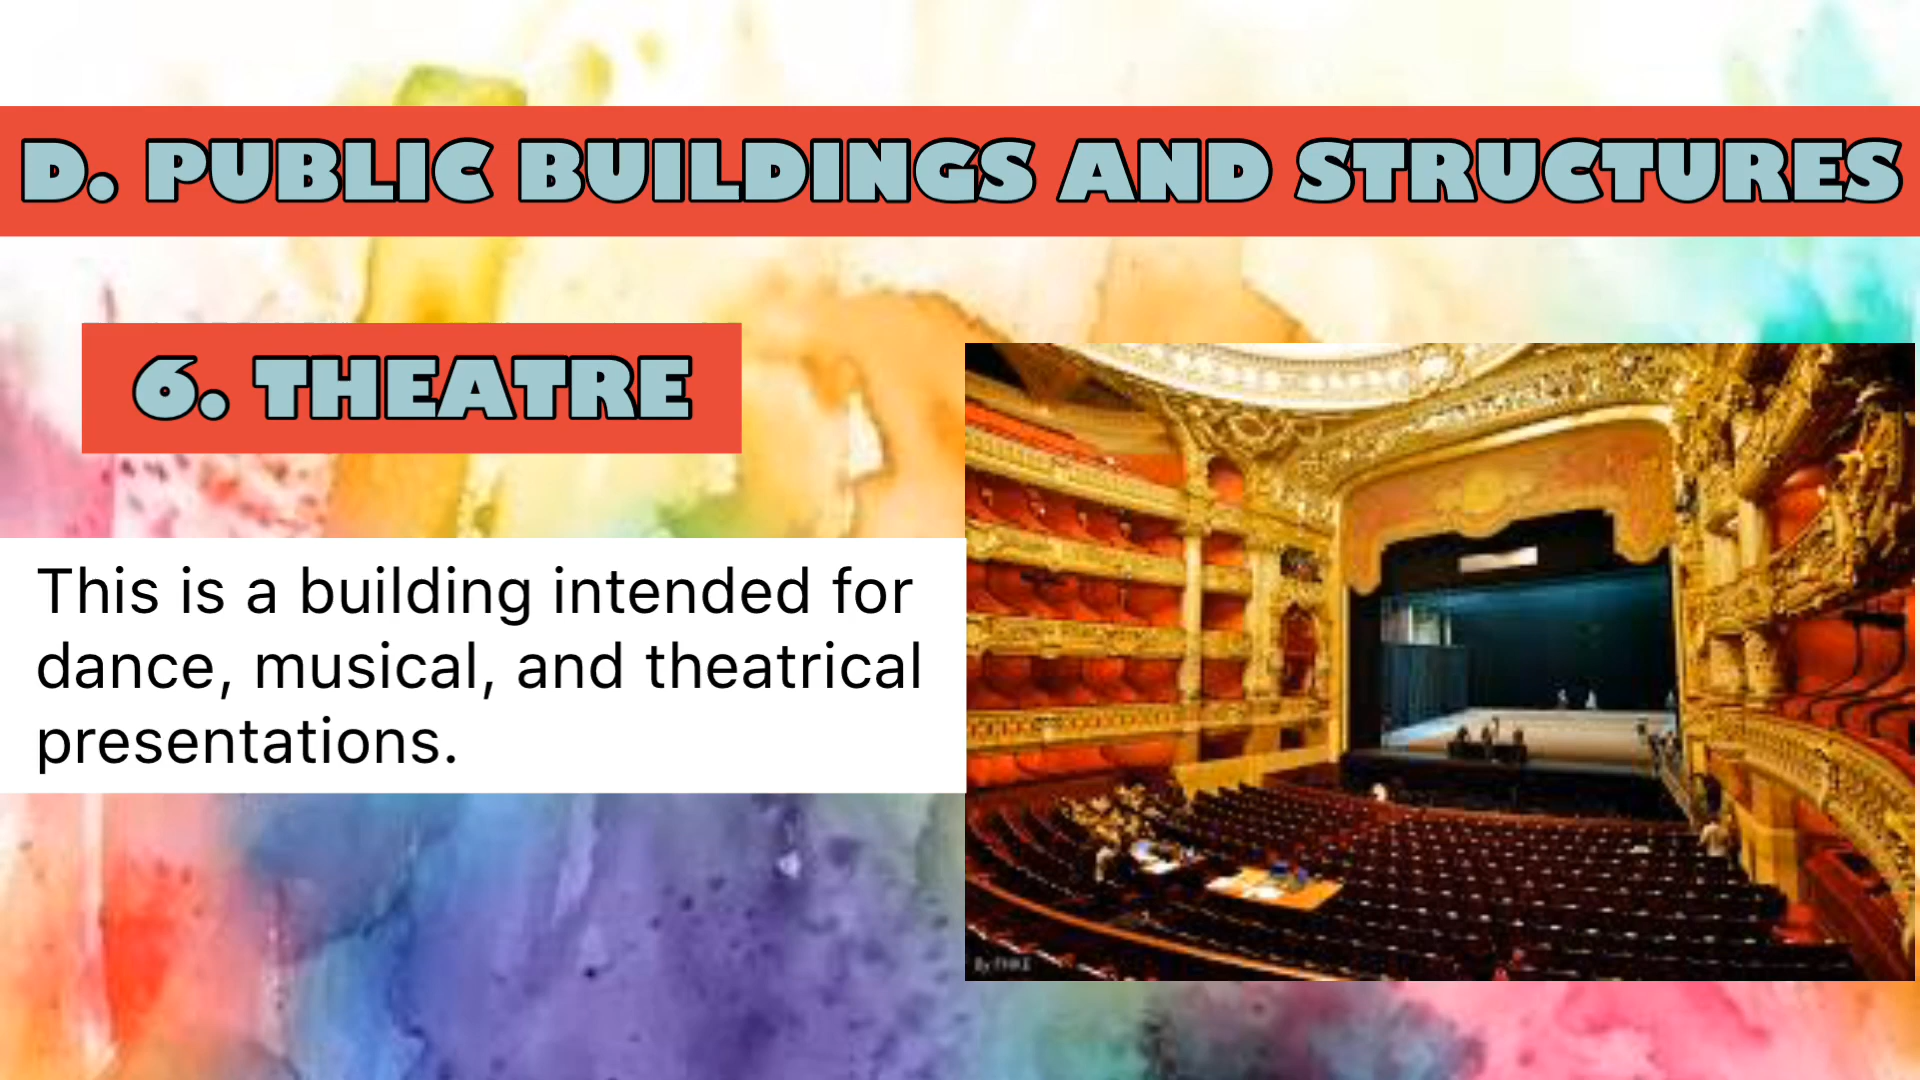 D. PUBLIC BUILDINGS AND STRUCTURES
6. THEATRE
This is a building intended for
dance, musical, and theatrical
presentations.